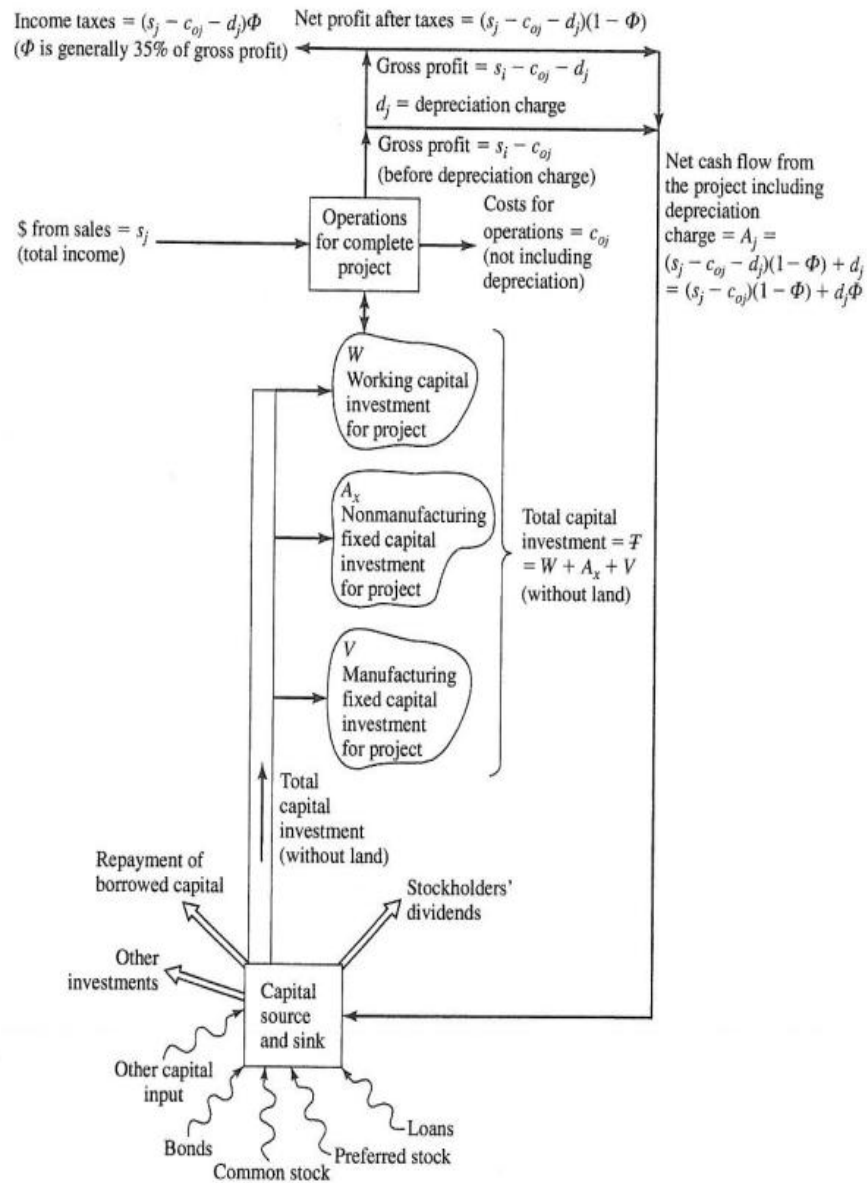 Income taxes = (s_j − c_oj − d_j)Φ
(Φ is generally 35% of gross profit)
Net profit after taxes = (s_j − c_oj − d_j)(1 − Φ)
Gross profit = s_i − c_oj − d_j
d_j = depreciation charge
Gross profit = s_i − c_oj
(before depreciation charge)
$ from sales = s_j
(total income)
Operations
for complete
project
Costs for
operations = c_oj
(not including
depreciation)
Net cash flow from
the project including
depreciation
charge = A_j =
(s_j − c_oj − d_j)(1 − Φ) + d_j
= (s_j − c_oj)(1 − Φ) + d_jΦ
W
Working capital
investment
for project
A_x
Nonmanufacturing
fixed capital
investment
for project
V
Manufacturing
fixed capital
investment
for project
Total capital
investment = Ŧ
= W + A_x + V
(without land)
Total
capital
investment
(without land)
Repayment of
borrowed capital
Stockholders'
dividends
Other
investments
Capital
source
and sink
Other capital
input
Bonds
Common stock
Preferred stock
Loans